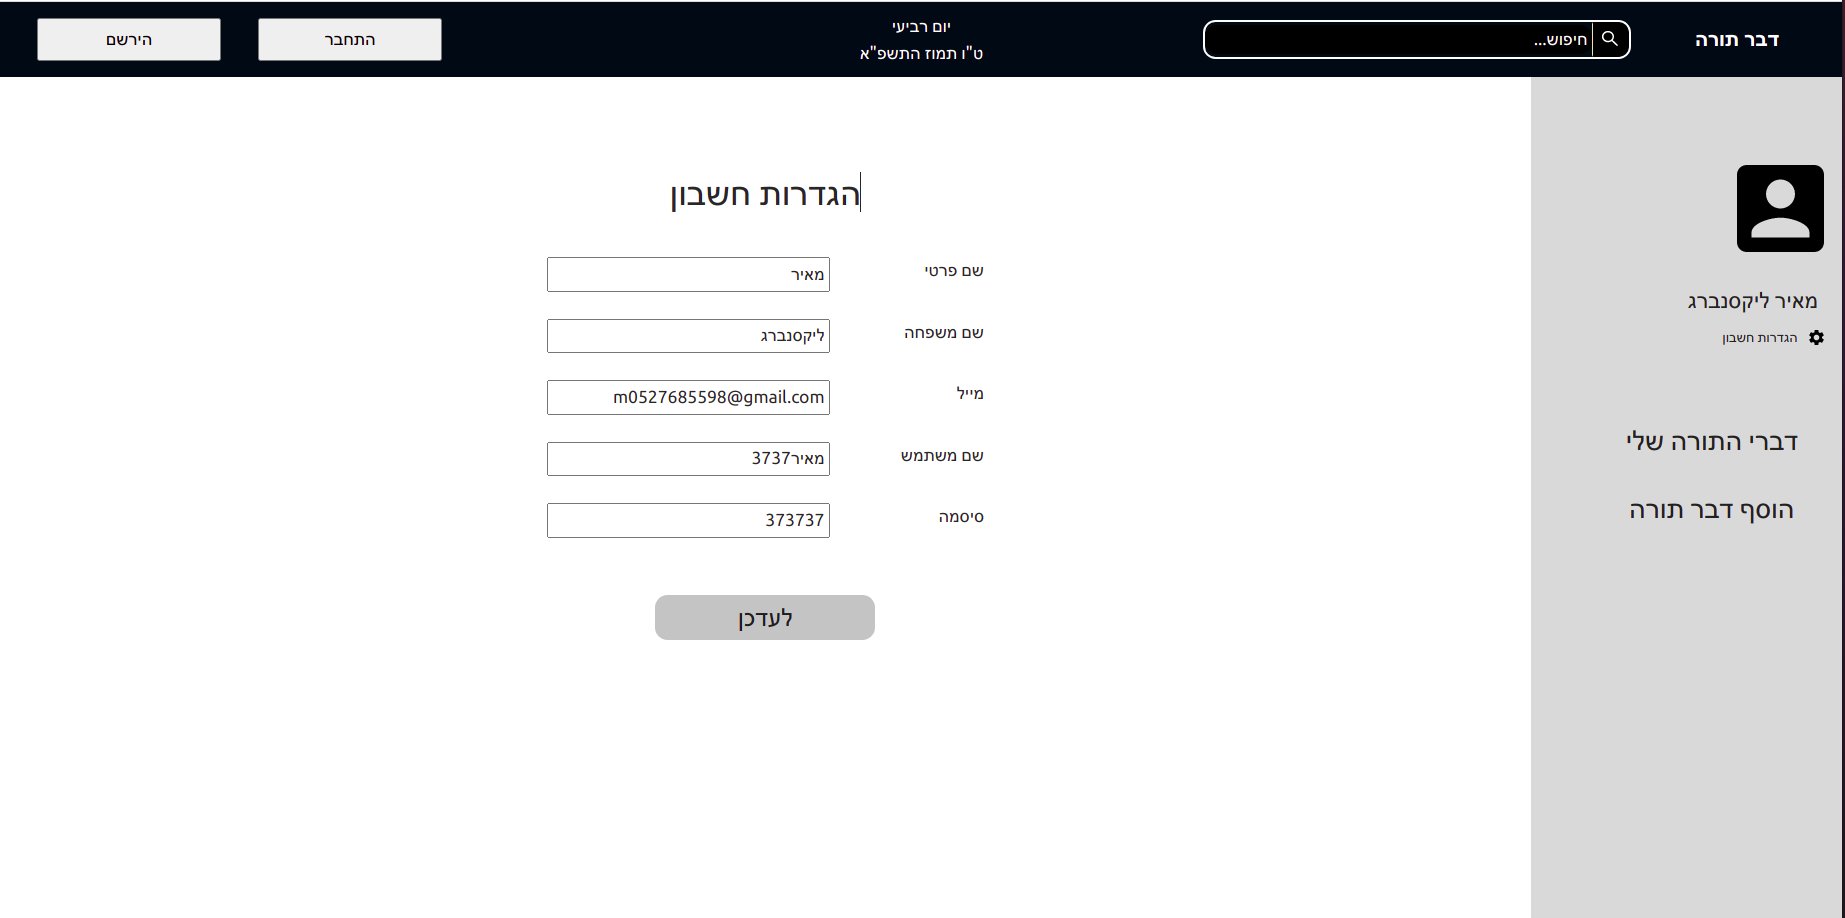 דבר תורה
חיפוש...
יום רביעי
ט"ו תמוז התשפ"א
התחבר
הירשם
מאיר ליקסנברג
הגדרות חשבון
דברי התורה שלי
הוסף דבר תורה
הגדרות חשבון
שם פרטי
מאיר
שם משפחה
ליקסנברג
מייל
m0527685598@gmail.com
שם משתמש
מאיר3737
סיסמה
373737
לעדכן